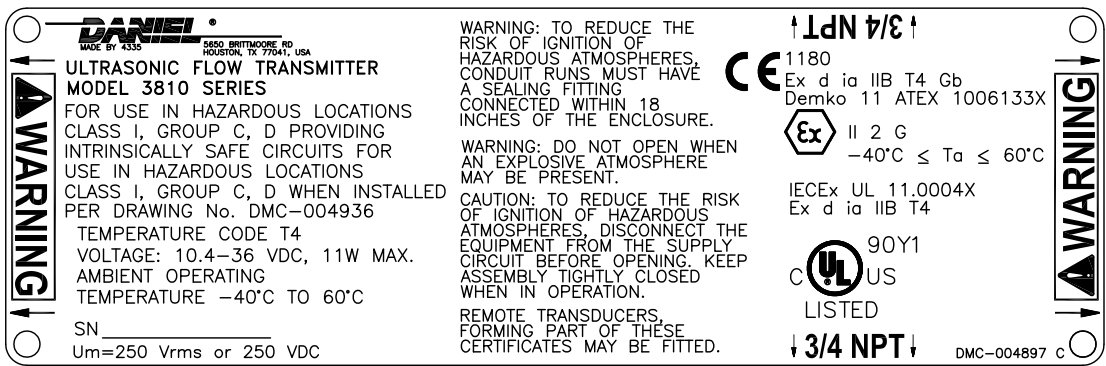 DANIEL ®
MADE BY 4335
5650 BRITTMOORE RD
HOUSTON, TX 77041, USA
ULTRASONIC FLOW TRANSMITTER
MODEL 3810 SERIES
FOR USE IN HAZARDOUS LOCATIONS
CLASS I, GROUP C, D PROVIDING
INTRINSICALLY SAFE CIRCUITS FOR
USE IN HAZARDOUS LOCATIONS
CLASS I, GROUP C, D WHEN INSTALLED
PER DRAWING No. DMC-004936
TEMPERATURE CODE T4
VOLTAGE: 10.4-36 VDC, 11W MAX.
AMBIENT OPERATING
TEMPERATURE -40°C TO 60°C
SN
Um=250 Vrms or 250 VDC
WARNING
WARNING: TO REDUCE THE
RISK OF IGNITION OF
HAZARDOUS ATMOSPHERES,
CONDUIT RUNS MUST HAVE
A SEALING FITTING
CONNECTED WITHIN 18
INCHES OF THE ENCLOSURE.
WARNING: DO NOT OPEN WHEN
AN EXPLOSIVE ATMOSPHERE
MAY BE PRESENT.
CAUTION: TO REDUCE THE RISK
OF IGNITION OF HAZARDOUS
ATMOSPHERES, DISCONNECT THE
EQUIPMENT FROM THE SUPPLY
CIRCUIT BEFORE OPENING. KEEP
ASSEMBLY TIGHTLY CLOSED
WHEN IN OPERATION.
REMOTE TRANSDUCERS,
FORMING PART OF THESE
CERTIFICATES MAY BE FITTED.
3/4 NPT
CE
1180
Ex d ia IIB T4 Gb
Demko 11 ATEX 1006133X
Ex
II 2 G
-40°C ≤ Ta ≤ 60°C
IECEx UL 11.0004X
Ex d ia IIB T4
90Y1
C UL US
LISTED
3/4 NPT
DMC-004897 C
WARNING